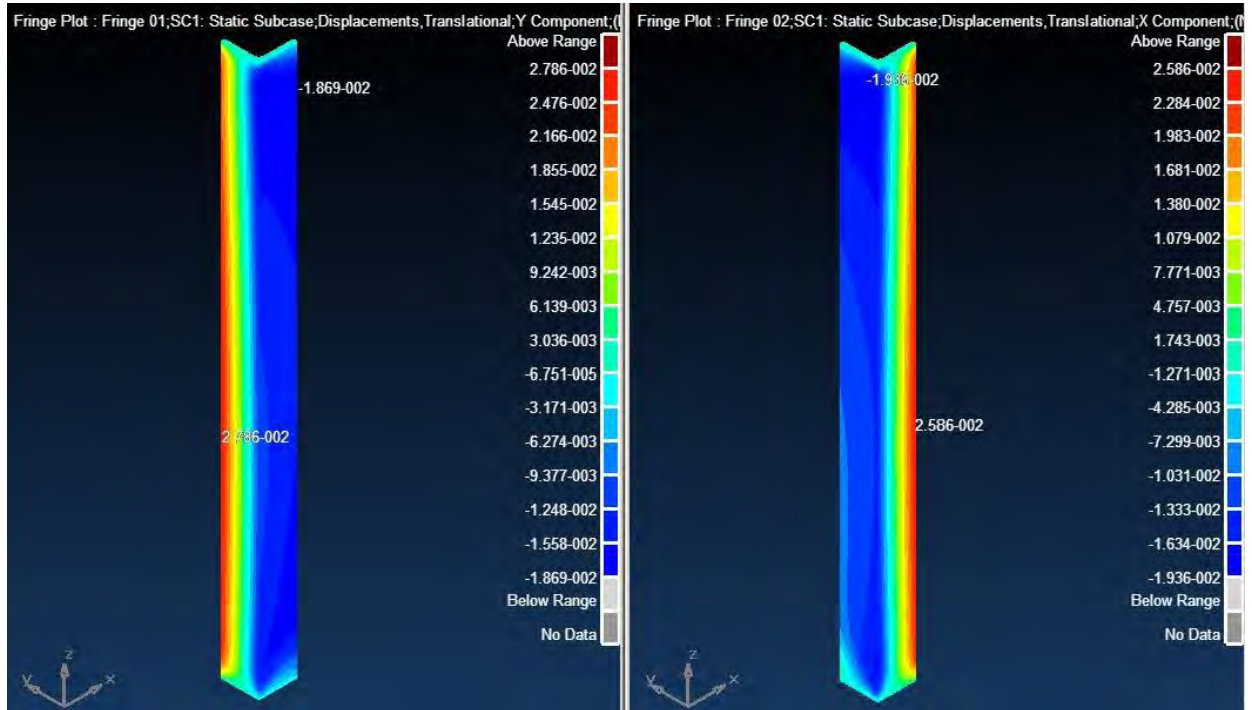 Fringe Plot : Fringe 01;SC1: Static Subcase;Displacements,Translational;Y Component;(
Above Range
2.786-002
2.476-002
2.166-002
1.855-002
1.545-002
1.235-002
9.242-003
6.139-003
3.036-003
-6.751-005
-3.171-003
-6.274-003
-9.377-003
-1.248-002
-1.558-002
-1.869-002
Below Range
No Data
-1.869-002
2.786-002
z
y
x
Fringe Plot : Fringe 02;SC1: Static Subcase;Displacements,Translational;X Component;(
Above Range
2.586-002
2.284-002
1.983-002
1.681-002
1.380-002
1.079-002
7.771-003
4.757-003
1.743-003
-1.271-003
-4.285-003
-7.299-003
-1.031-002
-1.333-002
-1.634-002
-1.936-002
Below Range
No Data
-1.936-002
2.586-002
z
y
x